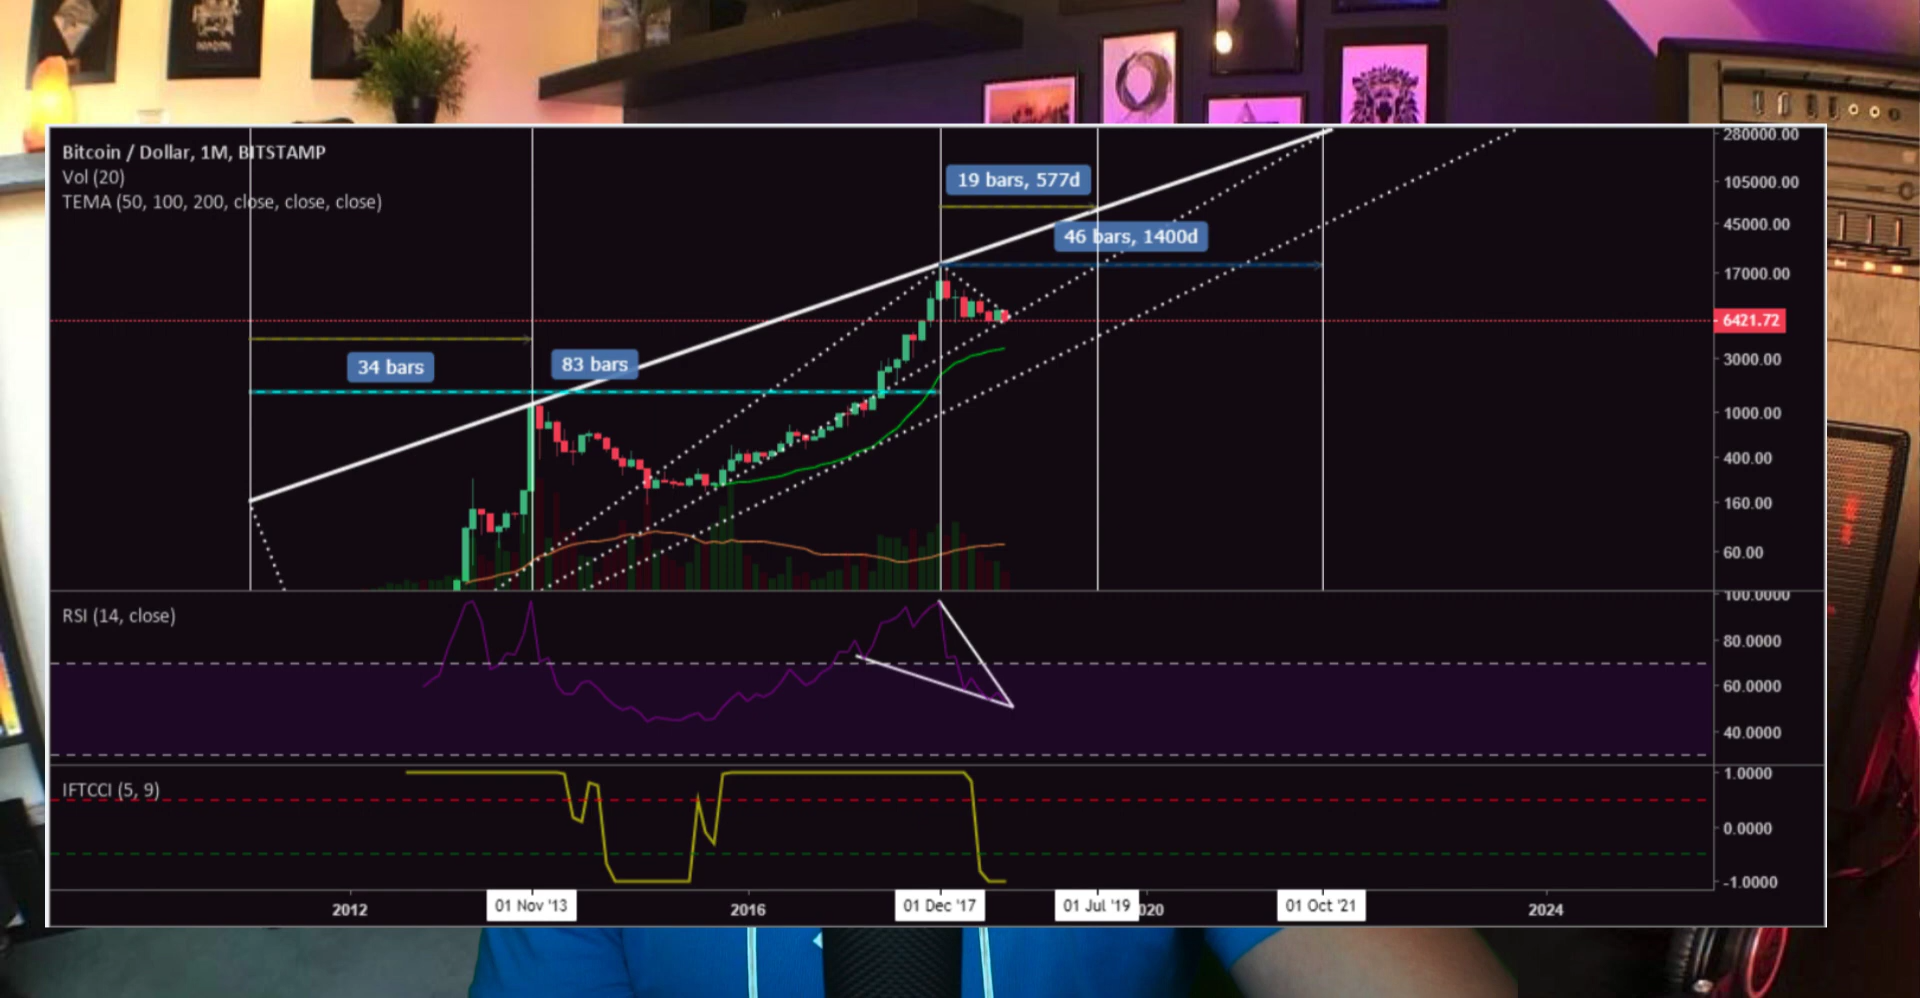 Bitcoin / Dollar, 1M, BITSTAMP
Vol (20)
TEMA (50, 100, 200, close, close, close)
19 bars, 577d
46 bars, 1400d
34 bars
83 bars
280000.00
105000.00
45000.00
17000.00
6421.72
3000.00
1000.00
400.00
160.00
60.00
RSI (14, close)
100.0000
80.0000
60.0000
40.0000
IFTCCI (5, 9)
1.0000
0.0000
-1.0000
2012
01 Nov '13
2016
01 Dec '17
01 Jul '19
020
01 Oct '21
2024